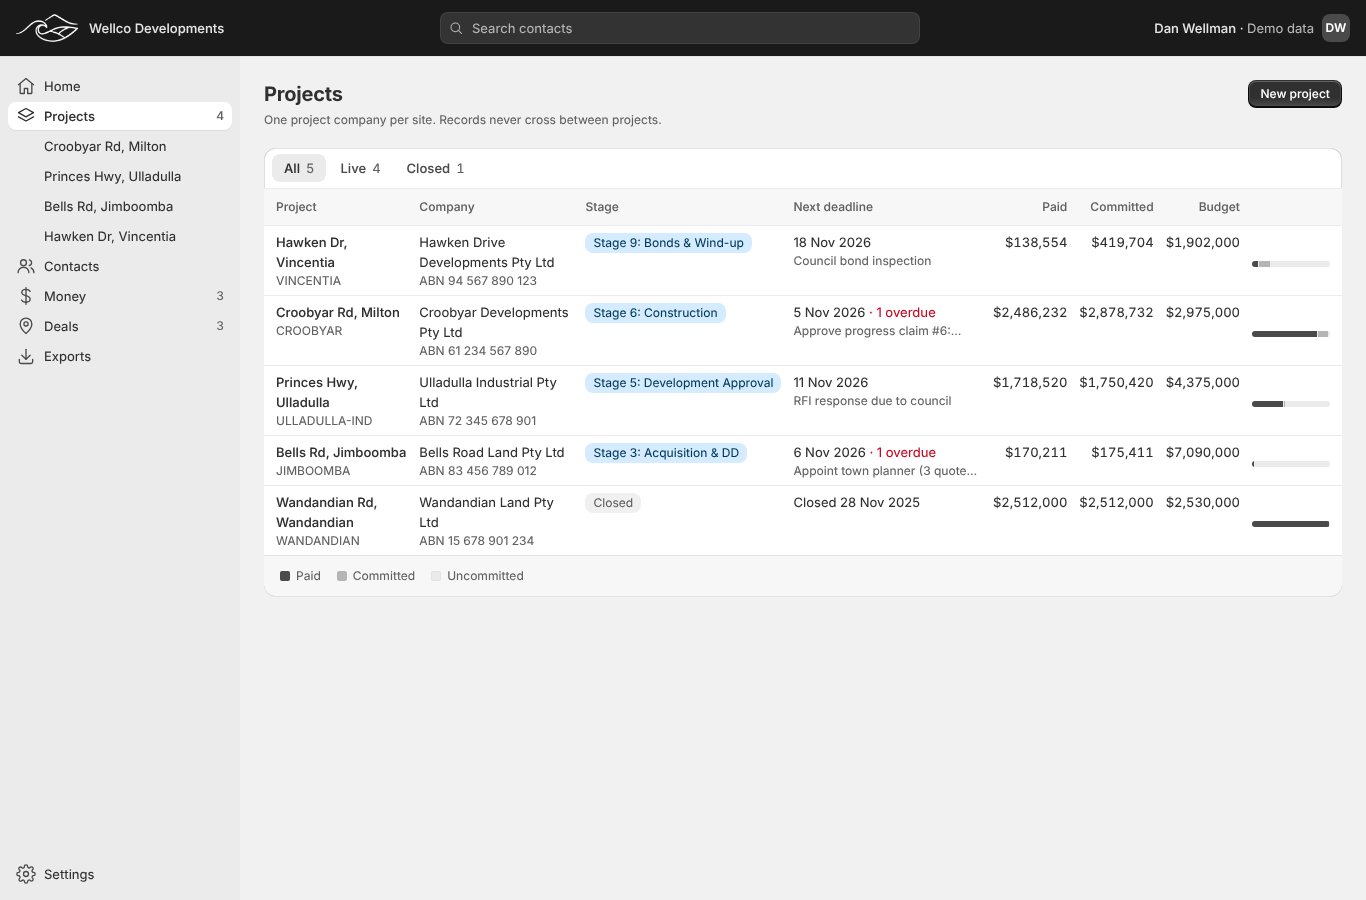 Wellco Developments
Search contacts
Dan Wellman · Demo data DW
Home
Projects 4
Croobyar Rd, Milton
Princes Hwy, Ulladulla
Bells Rd, Jimboomba
Hawken Dr, Vincentia
Contacts
Money 3
Deals 3
Exports
Settings
Projects
New project
One project company per site. Records never cross between projects.
All 5 Live 4 Closed 1
Project Company Stage Next deadline Paid Committed Budget
Hawken Dr, Hawken Drive Stage 9: Bonds & Wind-up 18 Nov 2026 $138,554 $419,704 $1,902,000
Vincentia Developments Pty Ltd Council bond inspection
VINCENTIA ABN 94 567 890 123
Croobyar Rd, Milton Croobyar Developments Stage 6: Construction 5 Nov 2026 · 1 overdue $2,486,232 $2,878,732 $2,975,000
CROOBYAR Pty Ltd Approve progress claim #6:...
ABN 61 234 567 890
Princes Hwy, Ulladulla Industrial Pty Stage 5: Development Approval 11 Nov 2026 $1,718,520 $1,750,420 $4,375,000
Ulladulla Ltd RFI response due to council
ULLADULLA-IND ABN 72 345 678 901
Bells Rd, Jimboomba Bells Road Land Pty Ltd Stage 3: Acquisition & DD 6 Nov 2026 · 1 overdue $170,211 $175,411 $7,090,000
JIMBOOMBA ABN 83 456 789 012 Appoint town planner (3 quote...
Wandandian Rd, Wandandian Land Pty Closed Closed 28 Nov 2025 $2,512,000 $2,512,000 $2,530,000
Wandandian Ltd
WANDANDIAN ABN 15 678 901 234
Paid Committed Uncommitted